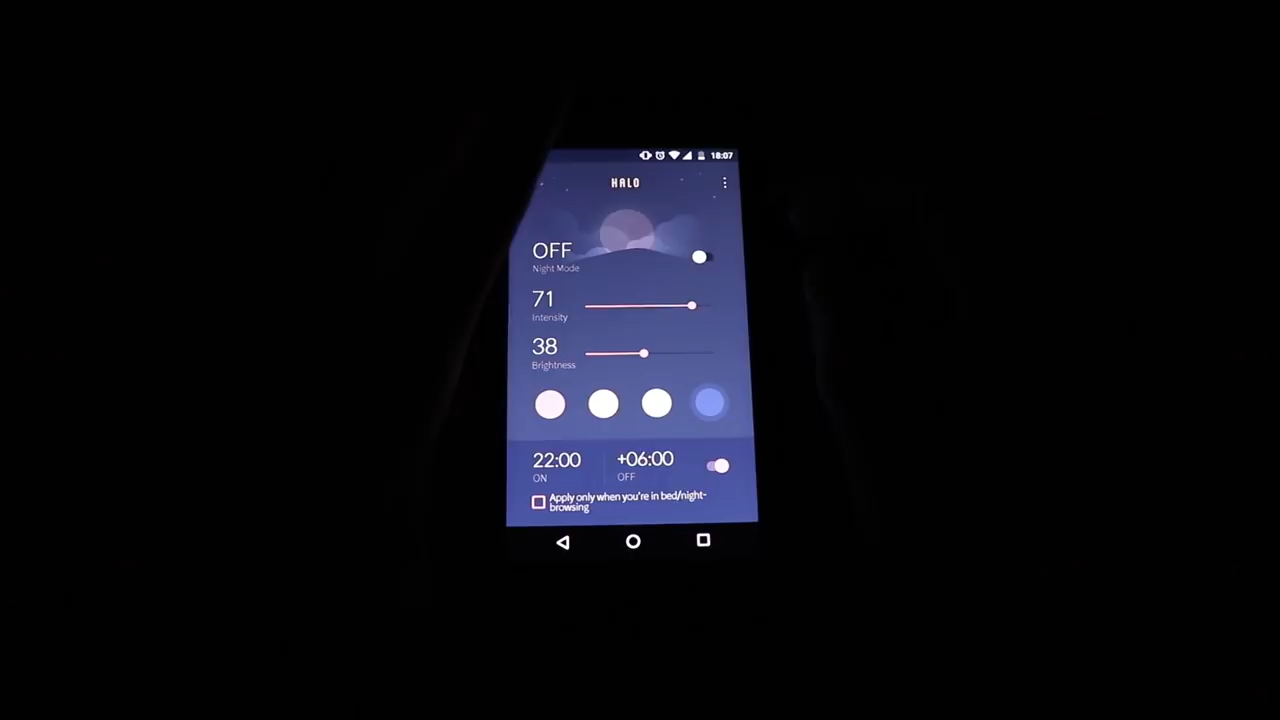 18:07
HALO
OFF
Night Mode
71
Intensity
38
Brightness
22:00
+06:00
ON
OFF
Apply only when you're in bed/night-
browsing